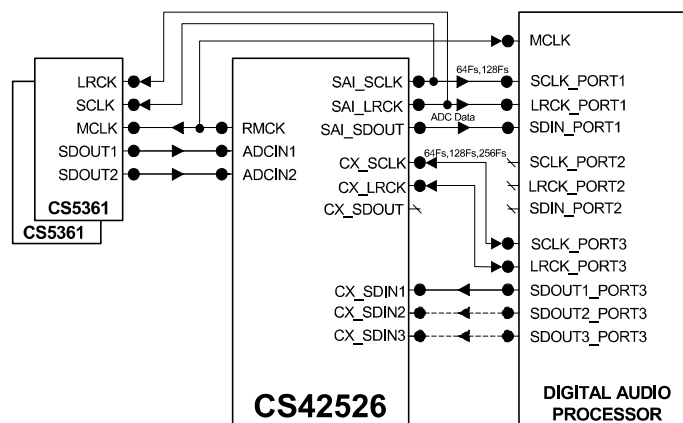 LRCK
SCLK
MCLK
SDOUT1
SDOUT2
CS5361
CS5361
RMCK
ADCIN1
ADCIN2
SAI_SCLK
SAI_LRCK
SAI_SDOUT
CX_SCLK
CX_LRCK
CX_SDOUT
CX_SDIN1
CX_SDIN2
CX_SDIN3
CS42526
64Fs,128Fs
ADC Data
64Fs,128Fs,256Fs
MCLK
SCLK_PORT1
LRCK_PORT1
SDIN_PORT1
SCLK_PORT2
LRCK_PORT2
SDIN_PORT2
SCLK_PORT3
LRCK_PORT3
SDOUT1_PORT3
SDOUT2_PORT3
SDOUT3_PORT3
DIGITAL AUDIO
PROCESSOR